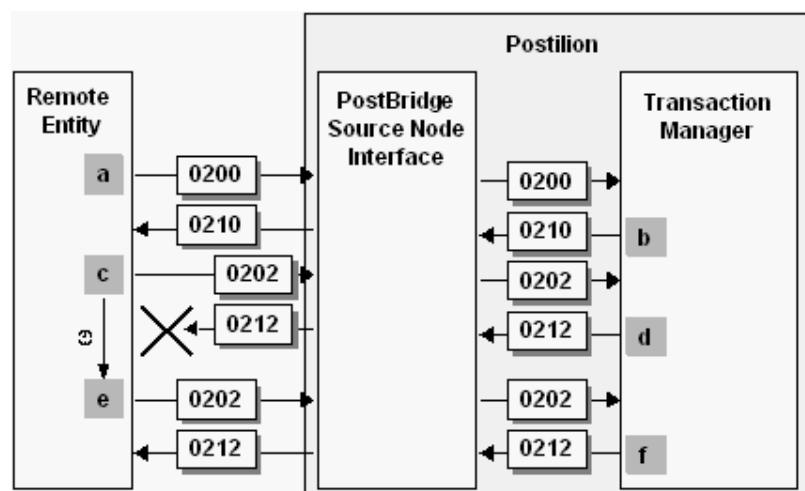 Postilion
Remote
Entity
PostBridge
Source Node
Interface
Transaction
Manager
a
0200
0200
0210
0210
b
c
0202
0202
0212
0212
d
e
0202
0202
0212
0212
f